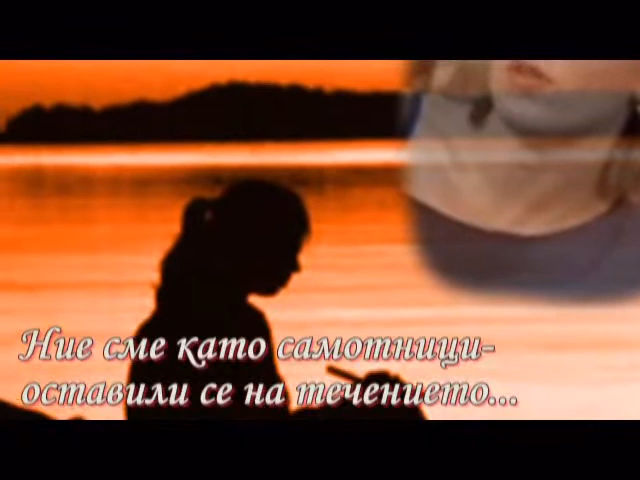 Ние сме като самотници-
оставили се на течението...